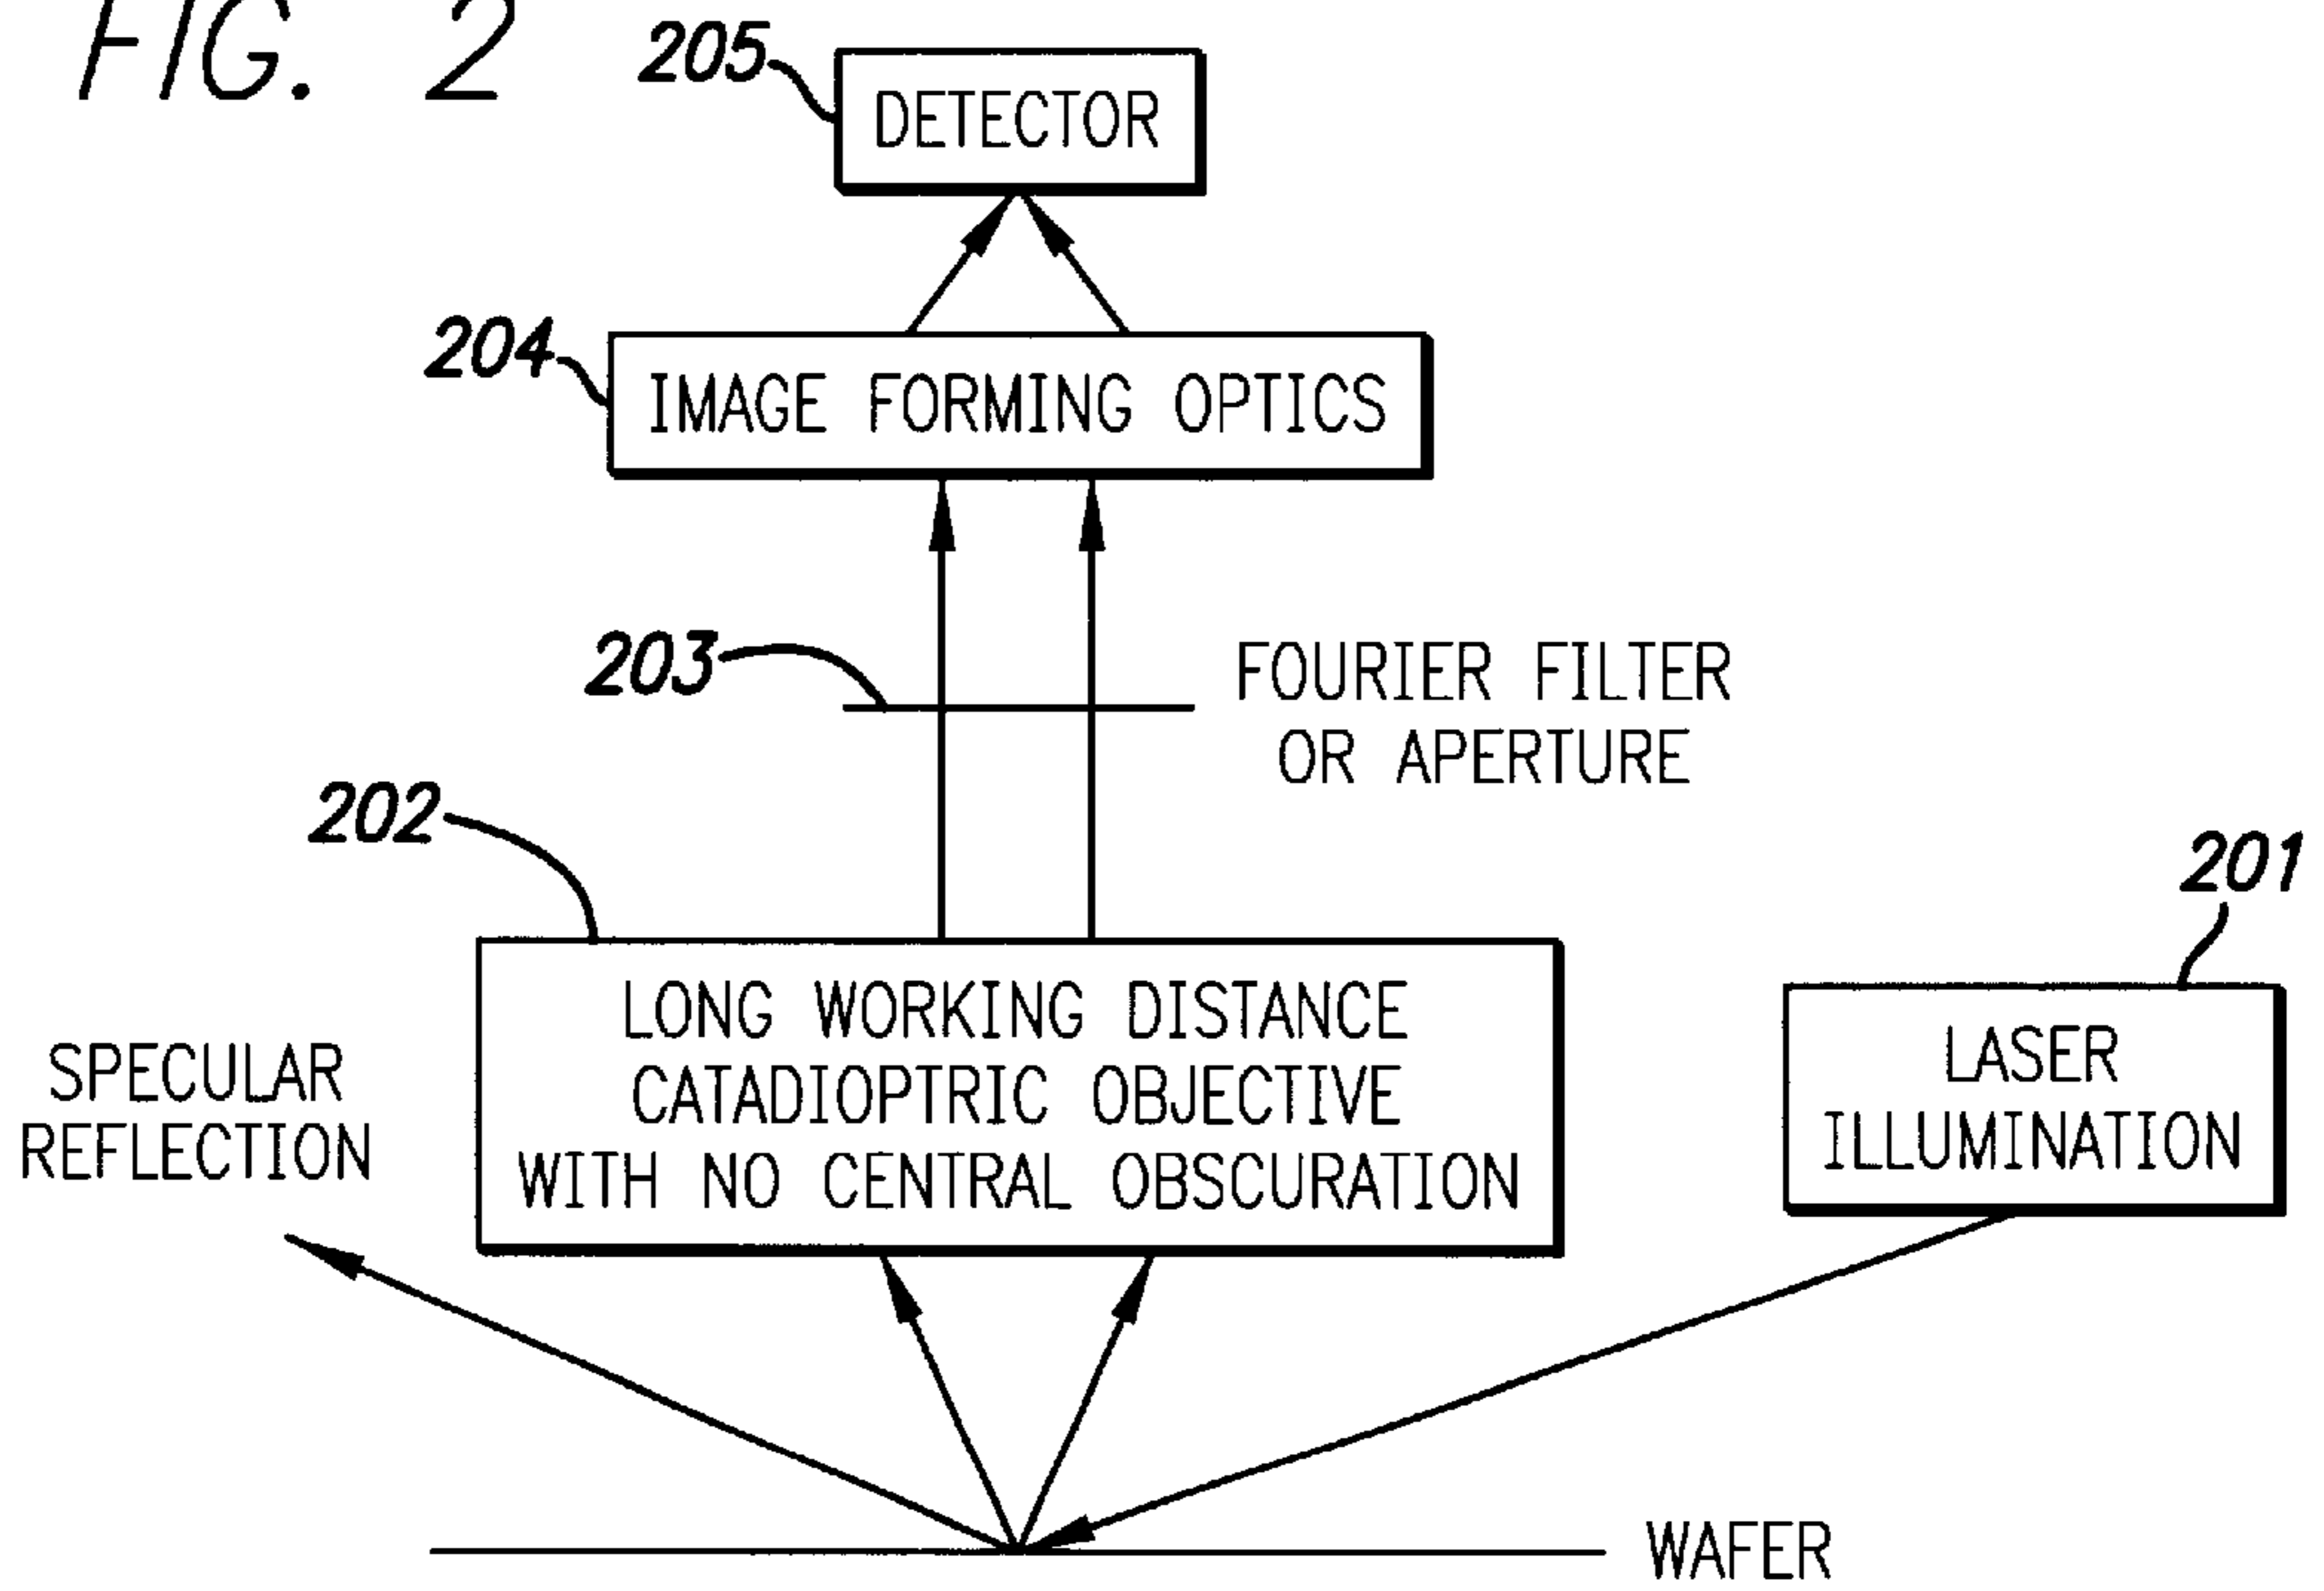 FIG. 2
205
DETECTOR
204
IMAGE FORMING OPTICS
203
FOURIER FILTER
OR APERTURE
202
201
LONG WORKING DISTANCE
CATADIOPTRIC OBJECTIVE
WITH NO CENTRAL OBSCURATION
LASER
ILLUMINATION
SPECULAR
REFLECTION
WAFER